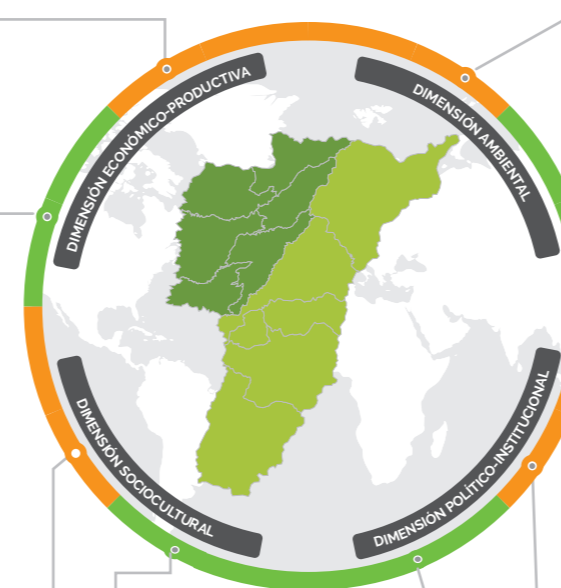 DIMENSIÓN ECONÓMICO-PRODUCTIVA
DIMENSIÓN AMBIENTAL
DIMENSIÓN SOCIOCULTURAL
DIMENSIÓN POLÍTICO-INSTITUCIONAL